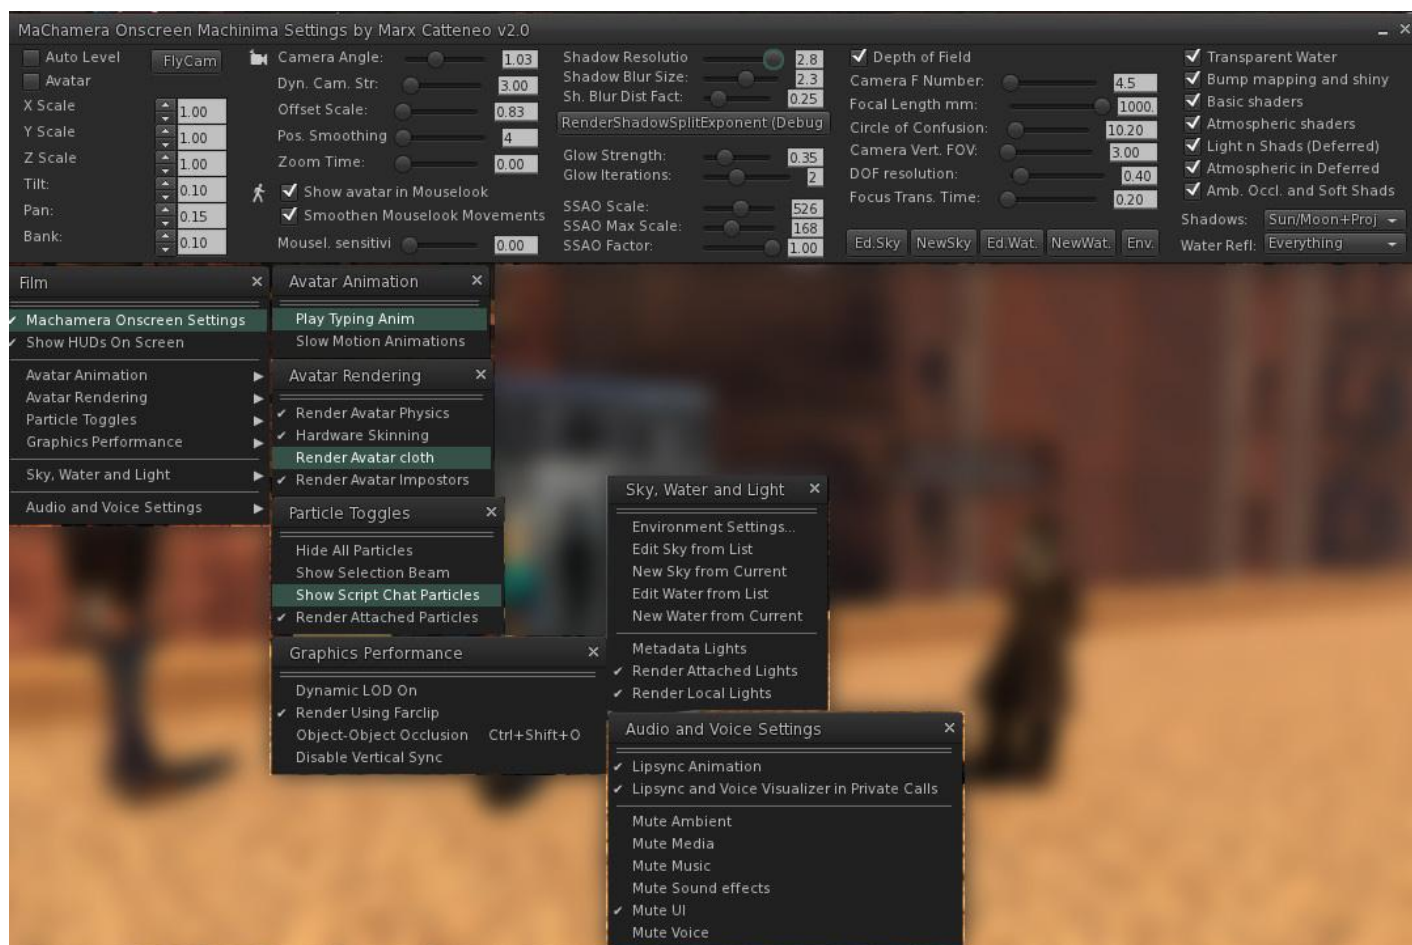 MaChamera Onscreen Machinima Settings by Marx Catteneo v2.0
Auto Level
FlyCam
Avatar
X Scale 1.00
Y Scale 1.00
Z Scale 1.00
Tilt: 0.10
Pan: 0.15
Bank: 0.10
Camera Angle: 1.03
Dyn. Cam. Str: 3.00
Offset Scale: 0.83
Pos. Smoothing 4
Zoom Time: 0.00
Show avatar in Mouselook
Smoothen Mouselook Movements
Mousel. sensitivi 0.00
Shadow Resolutio 2.8
Shadow Blur Size: 2.3
Sh. Blur Dist Fact: 0.25
RenderShadowSplitExponent (Debug
Glow Strength: 0.35
Glow Iterations: 2
SSAO Scale: 526
SSAO Max Scale: 168
SSAO Factor: 1.00
Depth of Field
Camera F Number: 4.5
Focal Length mm: 1000.
Circle of Confusion: 10.20
Camera Vert. FOV: 3.00
DOF resolution: 0.40
Focus Trans. Time: 0.20
Ed.Sky NewSky Ed.Wat. NewWat. Env.
Transparent Water
Bump mapping and shiny
Basic shaders
Atmospheric shaders
Light n Shads (Deferred)
Atmospheric in Deferred
Amb. Occl. and Soft Shads
Shadows: Sun/Moon+Proj
Water Refl: Everything
Film
Machamera Onscreen Settings
Show HUDs On Screen
Avatar Animation
Avatar Rendering
Particle Toggles
Graphics Performance
Sky, Water and Light
Audio and Voice Settings
Avatar Animation
Play Typing Anim
Slow Motion Animations
Avatar Rendering
Render Avatar Physics
Hardware Skinning
Render Avatar cloth
Render Avatar Impostors
Particle Toggles
Hide All Particles
Show Selection Beam
Show Script Chat Particles
Render Attached Particles
Graphics Performance
Dynamic LOD On
Render Using Farclip
Object-Object Occlusion Ctrl+Shift+O
Disable Vertical Sync
Sky, Water and Light
Environment Settings...
Edit Sky from List
New Sky from Current
Edit Water from List
New Water from Current
Metadata Lights
Render Attached Lights
Render Local Lights
Audio and Voice Settings
Lipsync Animation
Lipsync and Voice Visualizer in Private Calls
Mute Ambient
Mute Media
Mute Music
Mute Sound effects
Mute UI
Mute Voice